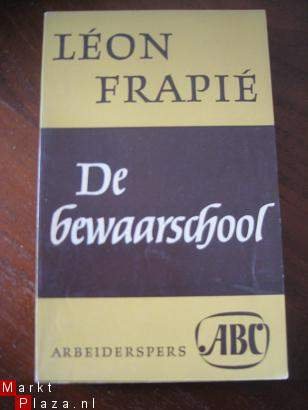 LÉON
FRAPIÉ
De
bewaarschool
ARBEIDERSPERS ABC
Markt
Plaza.nl